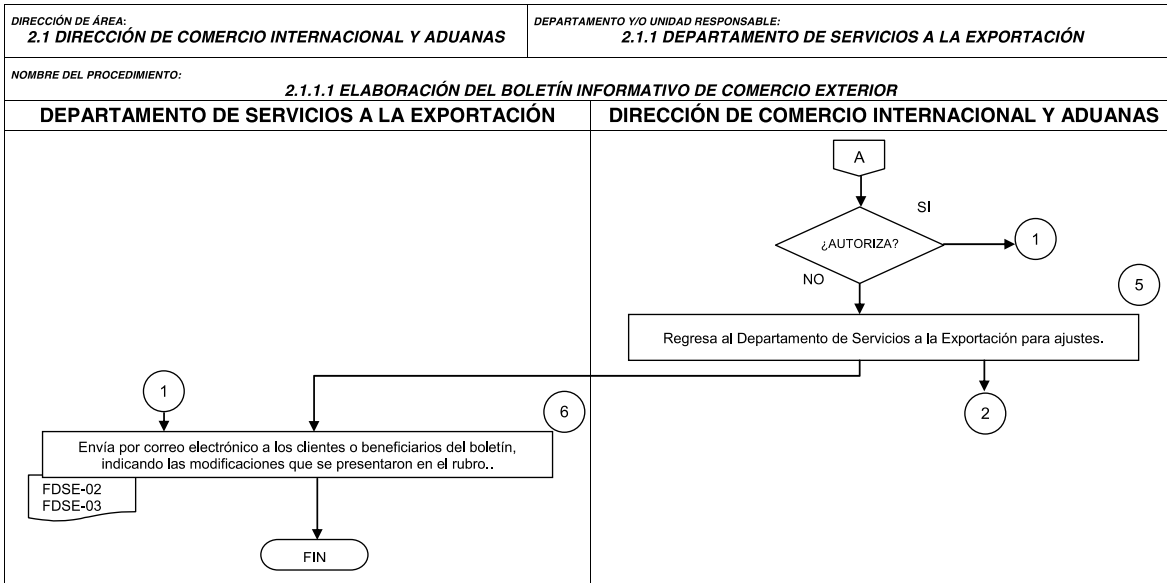 DIRECCIÓN DE ÁREA:
2.1 DIRECCIÓN DE COMERCIO INTERNACIONAL Y ADUANAS
DEPARTAMENTO Y/O UNIDAD RESPONSABLE:
2.1.1 DEPARTAMENTO DE SERVICIOS A LA EXPORTACIÓN
NOMBRE DEL PROCEDIMIENTO:
2.1.1.1 ELABORACIÓN DEL BOLETÍN INFORMATIVO DE COMERCIO EXTERIOR
DEPARTAMENTO DE SERVICIOS A LA EXPORTACIÓN
DIRECCIÓN DE COMERCIO INTERNACIONAL Y ADUANAS
A
SI
¿AUTORIZA?
1
NO
5
Regresa al Departamento de Servicios a la Exportación para ajustes.
2
1
6
Envía por correo electrónico a los clientes o beneficiarios del boletín,
indicando las modificaciones que se presentaron en el rubro..
FDSE-02
FDSE-03
FIN